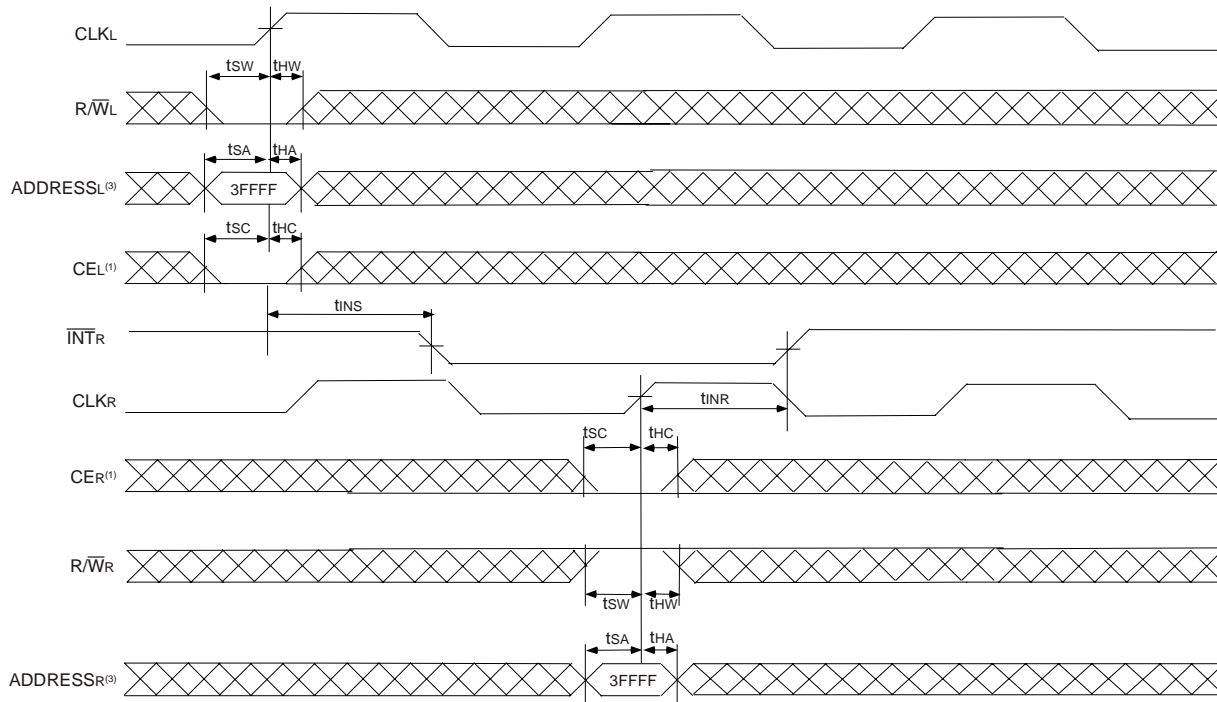 CLKL
tSW tHW
R/W̅L
tSA tHA
ADDRESSL(3) 3FFFF
tSC tHC
CEL(1)
tINS
I̅N̅T̅R
CLKR
tINR
tSC tHC
CER(1)
R/W̅R
tSW tHW
tSA tHA
ADDRESSR(3) 3FFFF